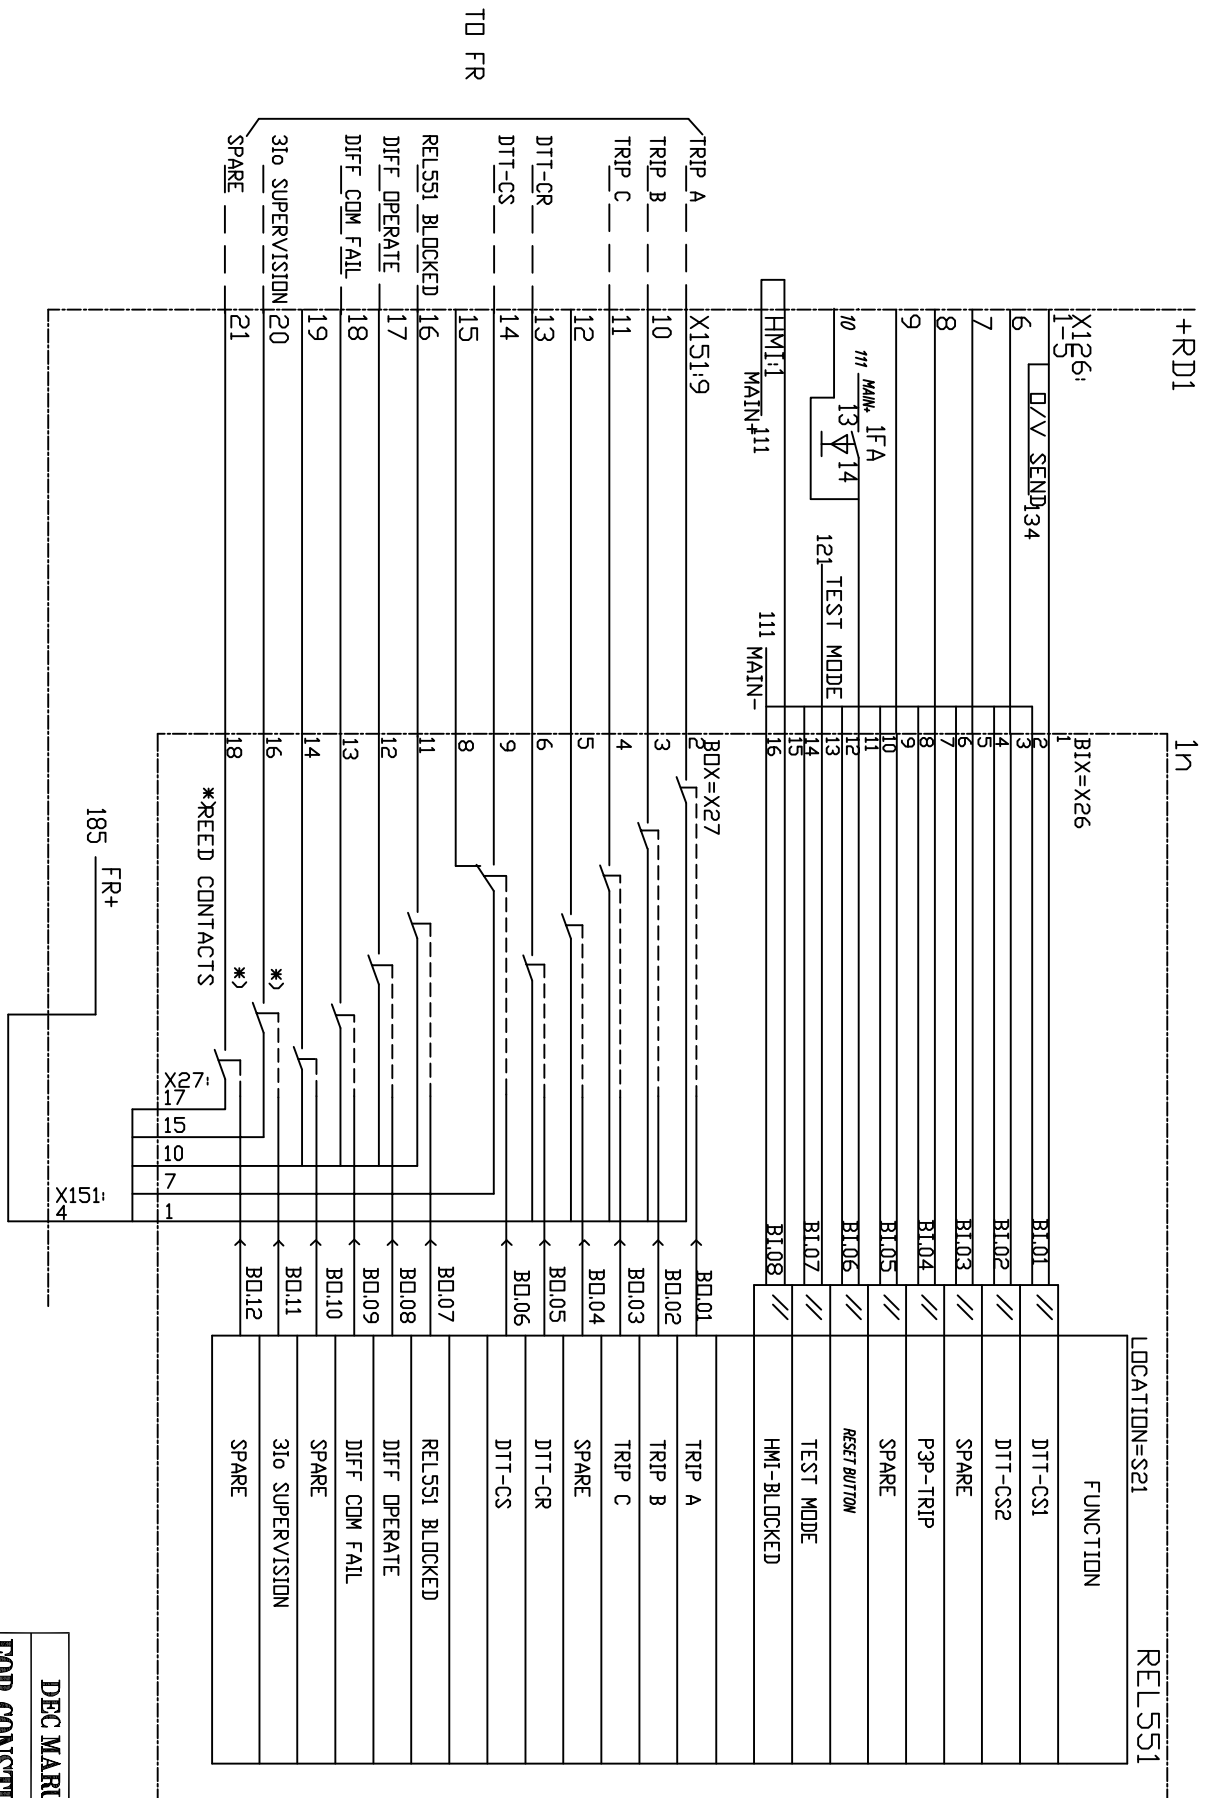 +RD1
1n
LOCATION=S21
REL551
X126:
1-5
O/V SEND
134
BIX=X26
FUNCTION
1
2
BI.01
DTT-CS1
6
3
4
BI.02
DTT-CS2
7
5
6
BI.03
SPARE
8
7
8
BI.04
P3P-TRIP
9
9
10
BI.05
SPARE
10
111 MAIN+
1FA
13
14
11
12
BI.06
RESET BUTTON
121 TEST MODE
13
14
BI.07
TEST MODE
HMI:1
111
MAIN+
111 MAIN-
15
16
BI.08
HMI-BLOCKED
TO FR
X151:9
BOX=X27
TRIP A
2
BO.01
TRIP A
TRIP B
10
3
BO.02
TRIP B
TRIP C
11
4
BO.03
TRIP C
12
5
BO.04
SPARE
DTT-CR
13
6
BO.05
DTT-CR
DTT-CS
14
9
BO.06
DTT-CS
15
8
REL551 BLOCKED
16
11
BO.07
REL551 BLOCKED
DIFF OPERATE
17
12
BO.08
DIFF OPERATE
DIFF COM FAIL
18
13
BO.09
DIFF COM FAIL
19
14
BO.10
SPARE
3Io SUPERVISION
20
16
*)
BO.11
3Io SUPERVISION
SPARE
21
18
*)
BO.12
SPARE
*)REED CONTACTS
X27:
17
15
10
7
1
185
FR+
X151:
4
DEC MARU
FOR CONSTR